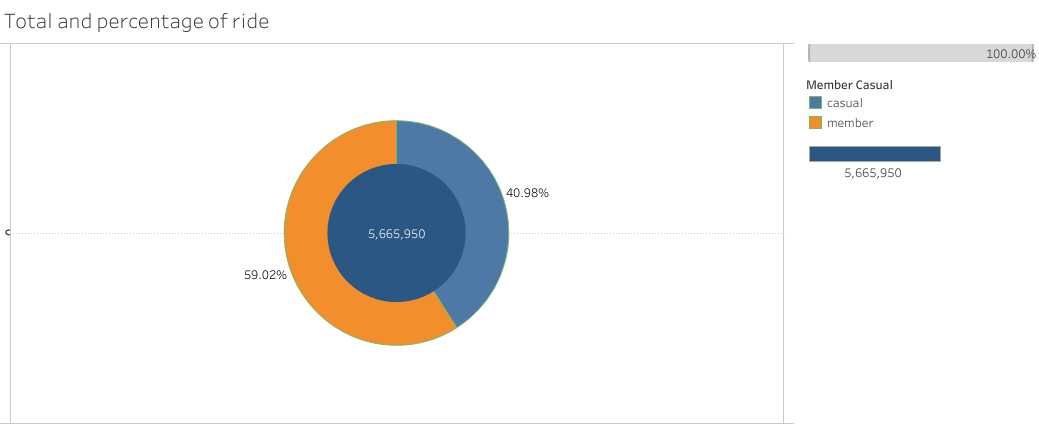 Total and percentage of ride
100.00%
Member Casual
casual
member
5,665,950
40.98%
5,665,950
59.02%